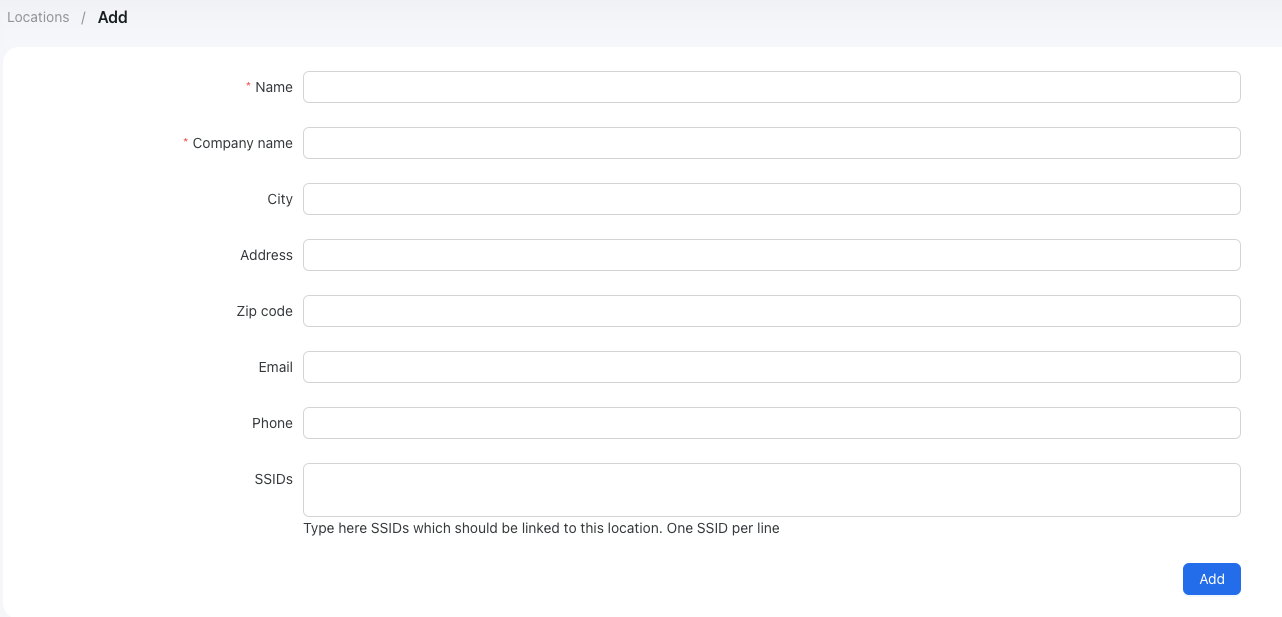 Locations / Add
* Name
* Company name
City
Address
Zip code
Email
Phone
SSIDs
Type here SSIDs which should be linked to this location. One SSID per line
Add